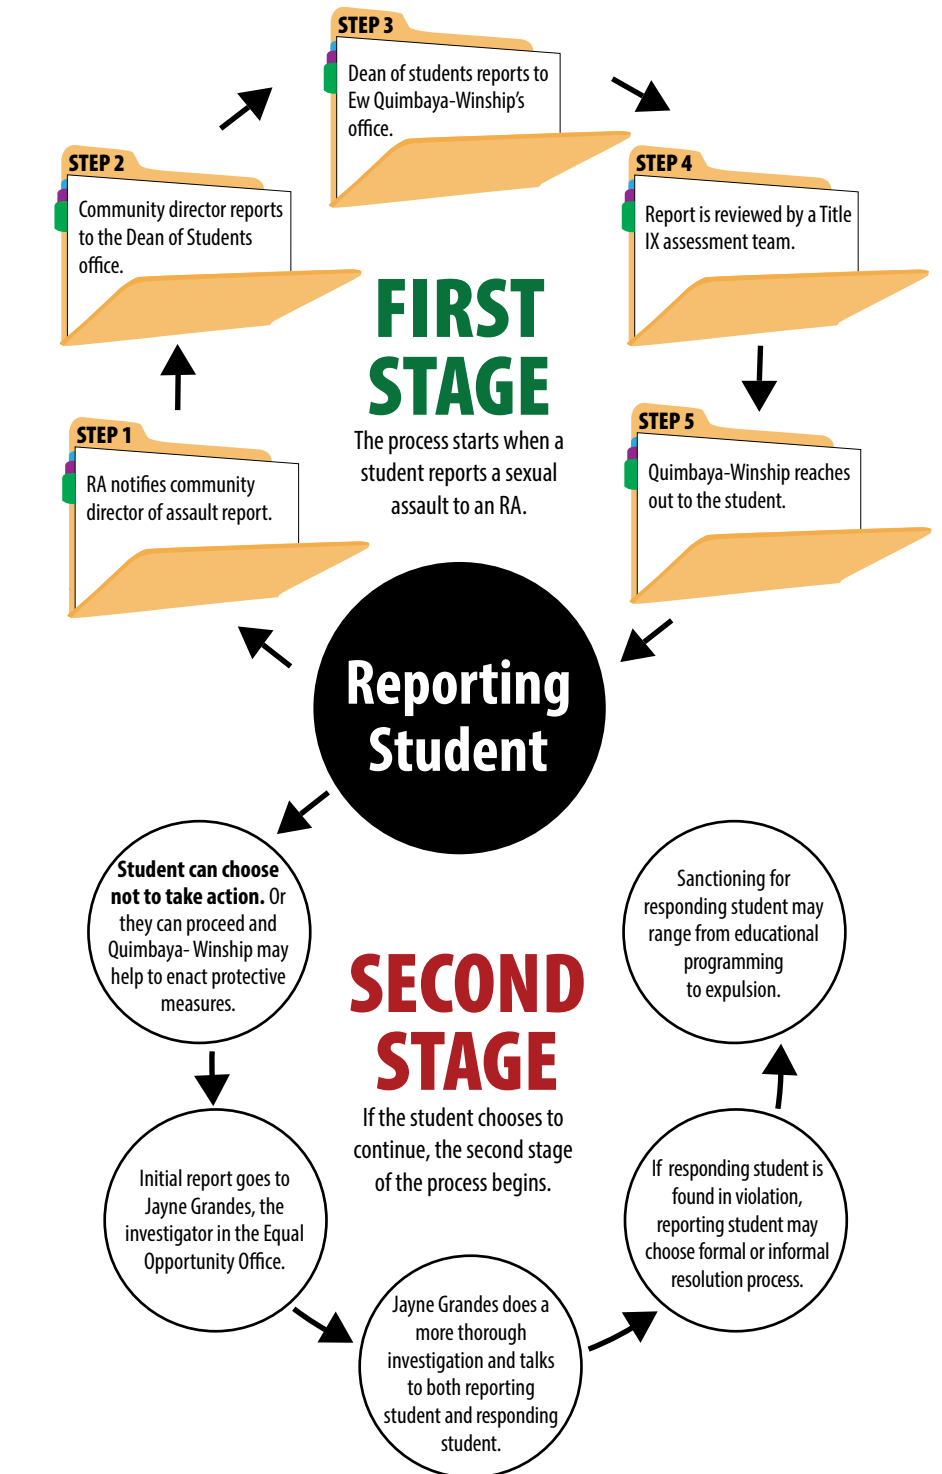 STEP 3
Dean of students reports to
Ew Quimbaya-Winship's
office.
STEP 2
Community director reports
to the Dean of Students
office.
STEP 4
Report is reviewed by a Title
IX assessment team.
FIRST
STAGE
The process starts when a
student reports a sexual
assault to an RA.
STEP 1
RA notifies community
director of assault report.
STEP 5
Quimbaya-Winship reaches
out to the student.
Reporting
Student
Student can choose
not to take action. Or
they can proceed and
Quimbaya- Winship may
help to enact protective
measures.
SECOND
STAGE
If the student chooses to
continue, the second stage
of the process begins.
Initial report goes to
Jayne Grandes, the
investigator in the Equal
Opportunity Office.
Jayne Grandes does a
more thorough
investigation and talks
to both reporting
student and responding
student.
If responding student is
found in violation,
reporting student may
choose formal or informal
resolution process.
Sanctioning for
responding student may
range from educational
programming
to expulsion.